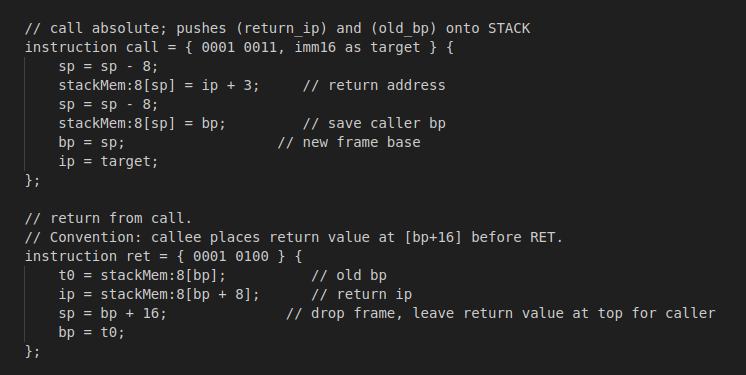 // call absolute; pushes (return_ip) and (old_bp) onto STACK
instruction call = { 0001 0011, imm16 as target } {
    sp = sp - 8;
    stackMem:8[sp] = ip + 3;     // return address
    sp = sp - 8;
    stackMem:8[sp] = bp;         // save caller bp
    bp = sp;                  // new frame base
    ip = target;
};

// return from call.
// Convention: callee places return value at [bp+16] before RET.
instruction ret = { 0001 0100 } {
    t0 = stackMem:8[bp];          // old bp
    ip = stackMem:8[bp + 8];      // return ip
    sp = bp + 16;              // drop frame, leave return value at top for caller
    bp = t0;
};